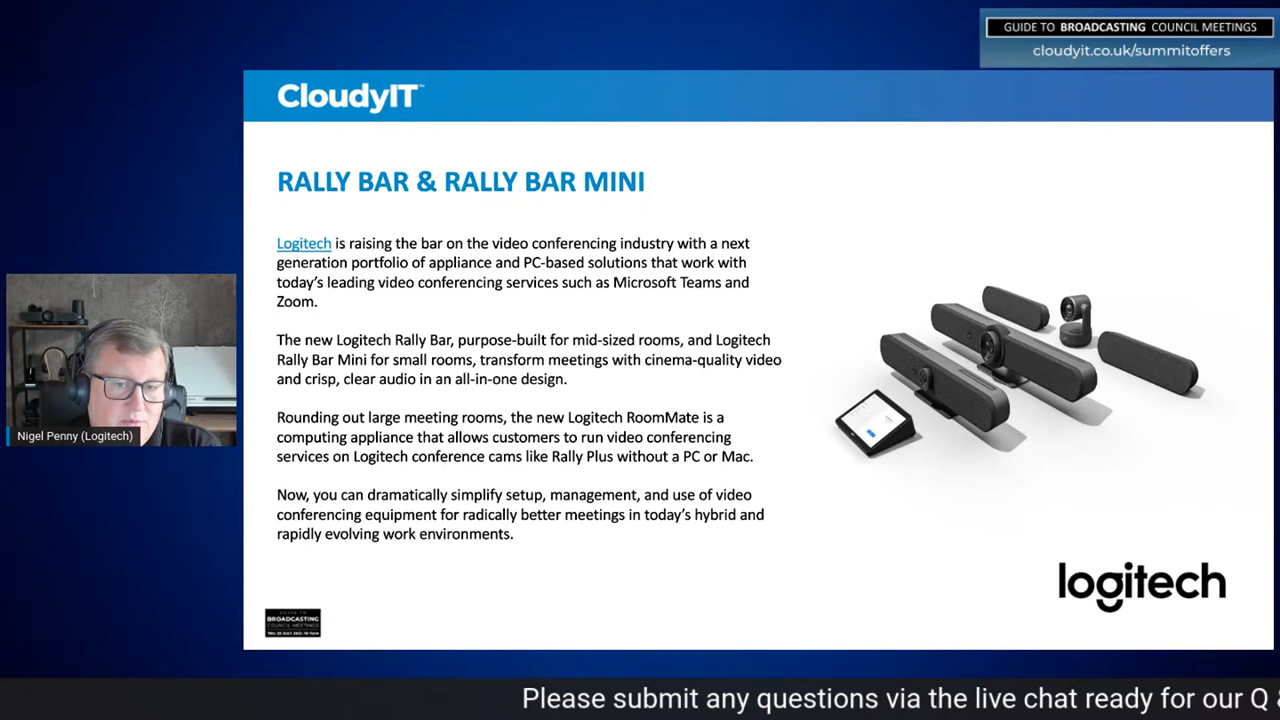 GUIDE TO BROADCASTING COUNCIL MEETINGS
cloudyit.co.uk/summitoffers
CloudyIT™
RALLY BAR & RALLY BAR MINI
Logitech is raising the bar on the video conferencing industry with a next
generation portfolio of appliance and PC-based solutions that work with
today's leading video conferencing services such as Microsoft Teams and
Zoom.
The new Logitech Rally Bar, purpose-built for mid-sized rooms, and Logitech
Rally Bar Mini for small rooms, transform meetings with cinema-quality video
and crisp, clear audio in an all-in-one design.
Rounding out large meeting rooms, the new Logitech RoomMate is a
computing appliance that allows customers to run video conferencing
services on Logitech conference cams like Rally Plus without a PC or Mac.
Now, you can dramatically simplify setup, management, and use of video
conferencing equipment for radically better meetings in today's hybrid and
rapidly evolving work environments.
Nigel Penny (Logitech)
logitech
GUIDE TO
BROADCASTING
COUNCIL MEETINGS
Please submit any questions via the live chat ready for our Q